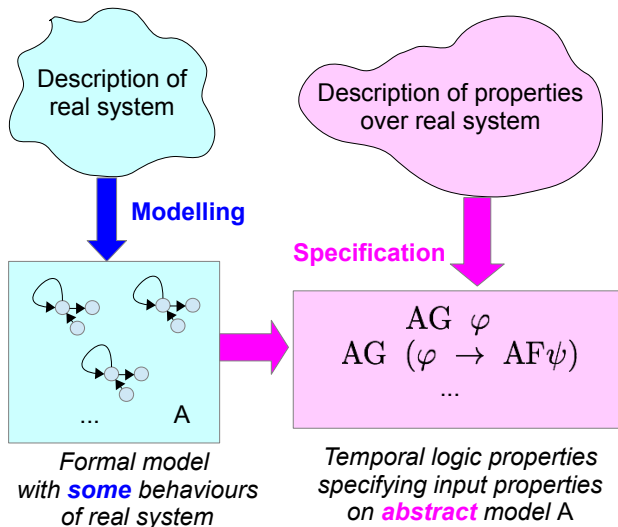 Description of
real system
Description of properties
over real system
Modelling
Specification
... A
AG φ
AG (φ → AFψ)
...
Formal model
with some behaviours
of real system
Temporal logic properties
specifying input properties
on abstract model A